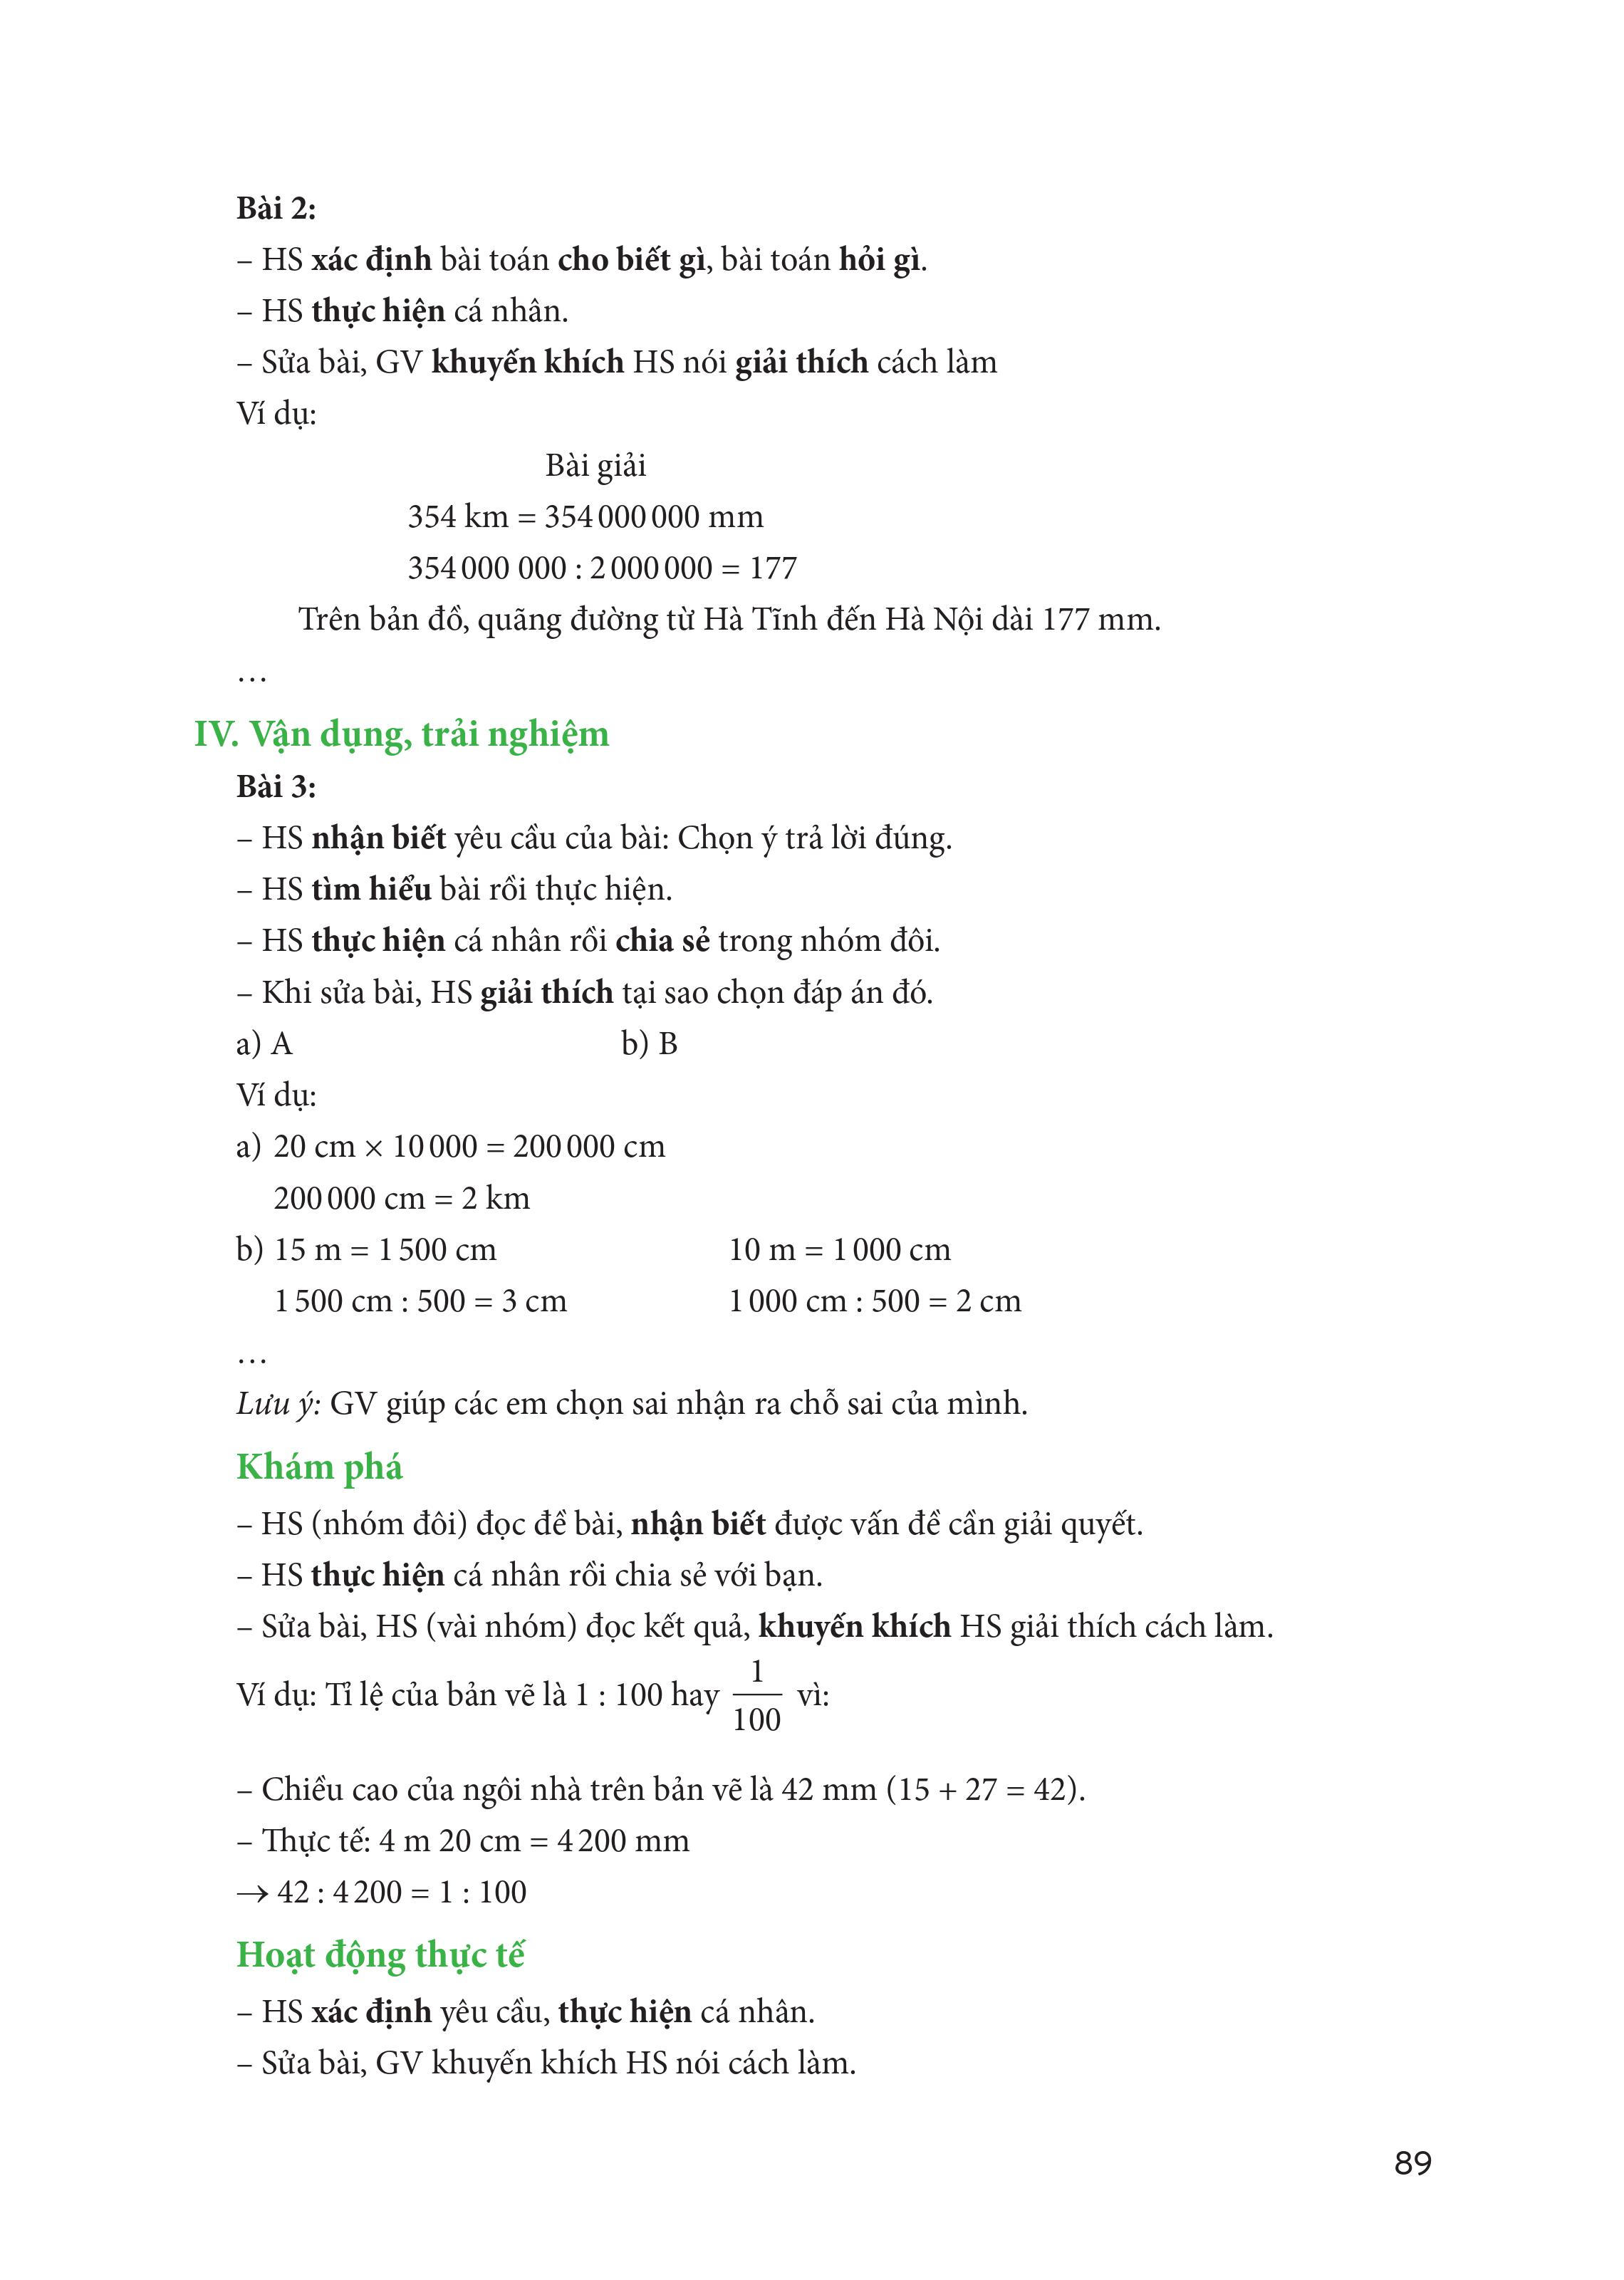 Bài 2:
– HS xác định bài toán cho biết gì, bài toán hỏi gì.
– HS thực hiện cá nhân.
– Sửa bài, GV khuyến khích HS nói giải thích cách làm
Ví dụ:
Bài giải
354 km = 354 000 000 mm
354 000 000 : 2 000 000 = 177
Trên bản đồ, quãng đường từ Hà Tĩnh đến Hà Nội dài 177 mm.
…
IV. Vận dụng, trải nghiệm
Bài 3:
– HS nhận biết yêu cầu của bài: Chọn ý trả lời đúng.
– HS tìm hiểu bài rồi thực hiện.
– HS thực hiện cá nhân rồi chia sẻ trong nhóm đôi.
– Khi sửa bài, HS giải thích tại sao chọn đáp án đó.
a) A b) B
Ví dụ:
a) 20 cm × 10 000 = 200 000 cm
200 000 cm = 2 km
b) 15 m = 1 500 cm 10 m = 1 000 cm
1 500 cm : 500 = 3 cm 1 000 cm : 500 = 2 cm
…
Lưu ý: GV giúp các em chọn sai nhận ra chỗ sai của mình.
Khám phá
– HS (nhóm đôi) đọc đề bài, nhận biết được vấn đề cần giải quyết.
– HS thực hiện cá nhân rồi chia sẻ với bạn.
– Sửa bài, HS (vài nhóm) đọc kết quả, khuyến khích HS giải thích cách làm.
Ví dụ: Tỉ lệ của bản vẽ là 1 : 100 hay 1/100 vì:
– Chiều cao của ngôi nhà trên bản vẽ là 42 mm (15 + 27 = 42).
– Thực tế: 4 m 20 cm = 4 200 mm
→ 42 : 4 200 = 1 : 100
Hoạt động thực tế
– HS xác định yêu cầu, thực hiện cá nhân.
– Sửa bài, GV khuyến khích HS nói cách làm.
89